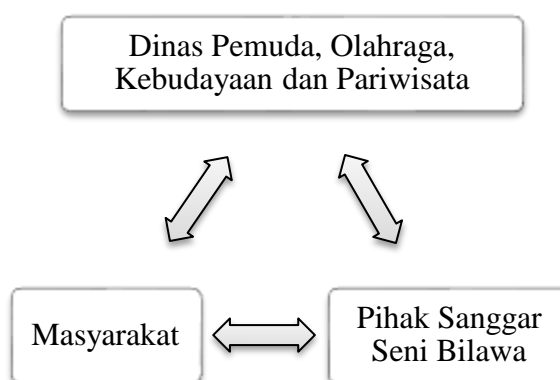 Dinas Pemuda, Olahraga,
Kebudayaan dan Pariwisata
Masyarakat
Pihak Sanggar
Seni Bilawa